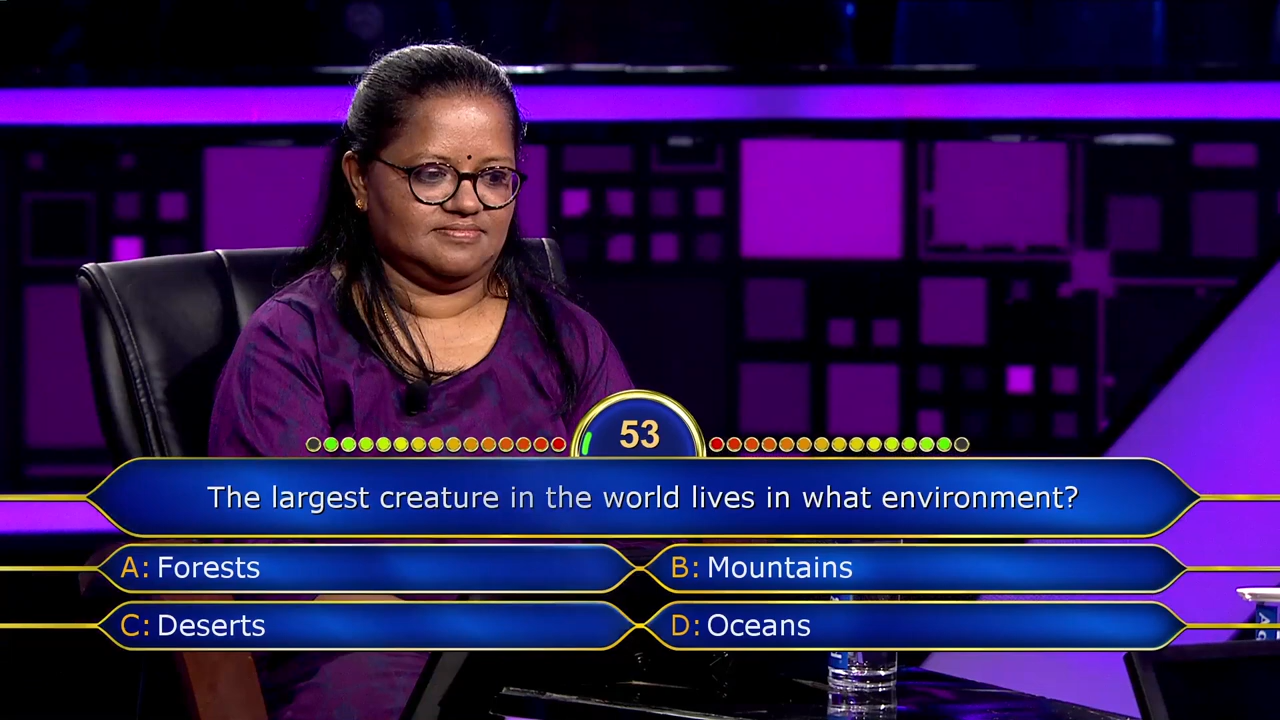 53
The largest creature in the world lives in what environment?
A: Forests
B: Mountains
C: Deserts
D: Oceans